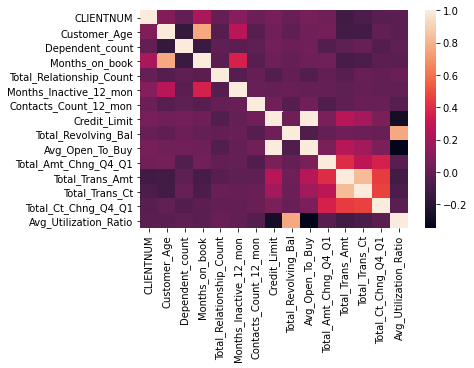 CLIENTNUM
Customer_Age
Dependent_count
Months_on_book
Total_Relationship_Count
Months_Inactive_12_mon
Contacts_Count_12_mon
Credit_Limit
Total_Revolving_Bal
Avg_Open_To_Buy
Total_Amt_Chng_Q4_Q1
Total_Trans_Amt
Total_Trans_Ct
Total_Ct_Chng_Q4_Q1
Avg_Utilization_Ratio
CLIENTNUM
Customer_Age
Dependent_count
Months_on_book
Total_Relationship_Count
Months_Inactive_12_mon
Contacts_Count_12_mon
Credit_Limit
Total_Revolving_Bal
Avg_Open_To_Buy
Total_Amt_Chng_Q4_Q1
Total_Trans_Amt
Total_Trans_Ct
Total_Ct_Chng_Q4_Q1
Avg_Utilization_Ratio
1.0
0.8
0.6
0.4
0.2
0.0
−0.2